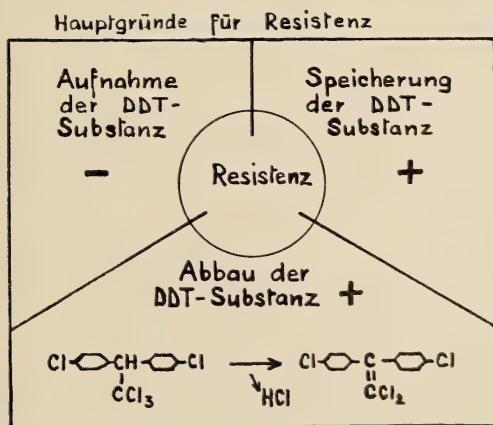 Hauptgründe für Resistenz
Aufnahme
der DDT-
Substanz
−
Speicherung
der DDT-
Substanz
+
Resistenz
Abbau der
DDT-Substanz +
Cl CH Cl → Cl C Cl
CCl₃ HCl CCl₂